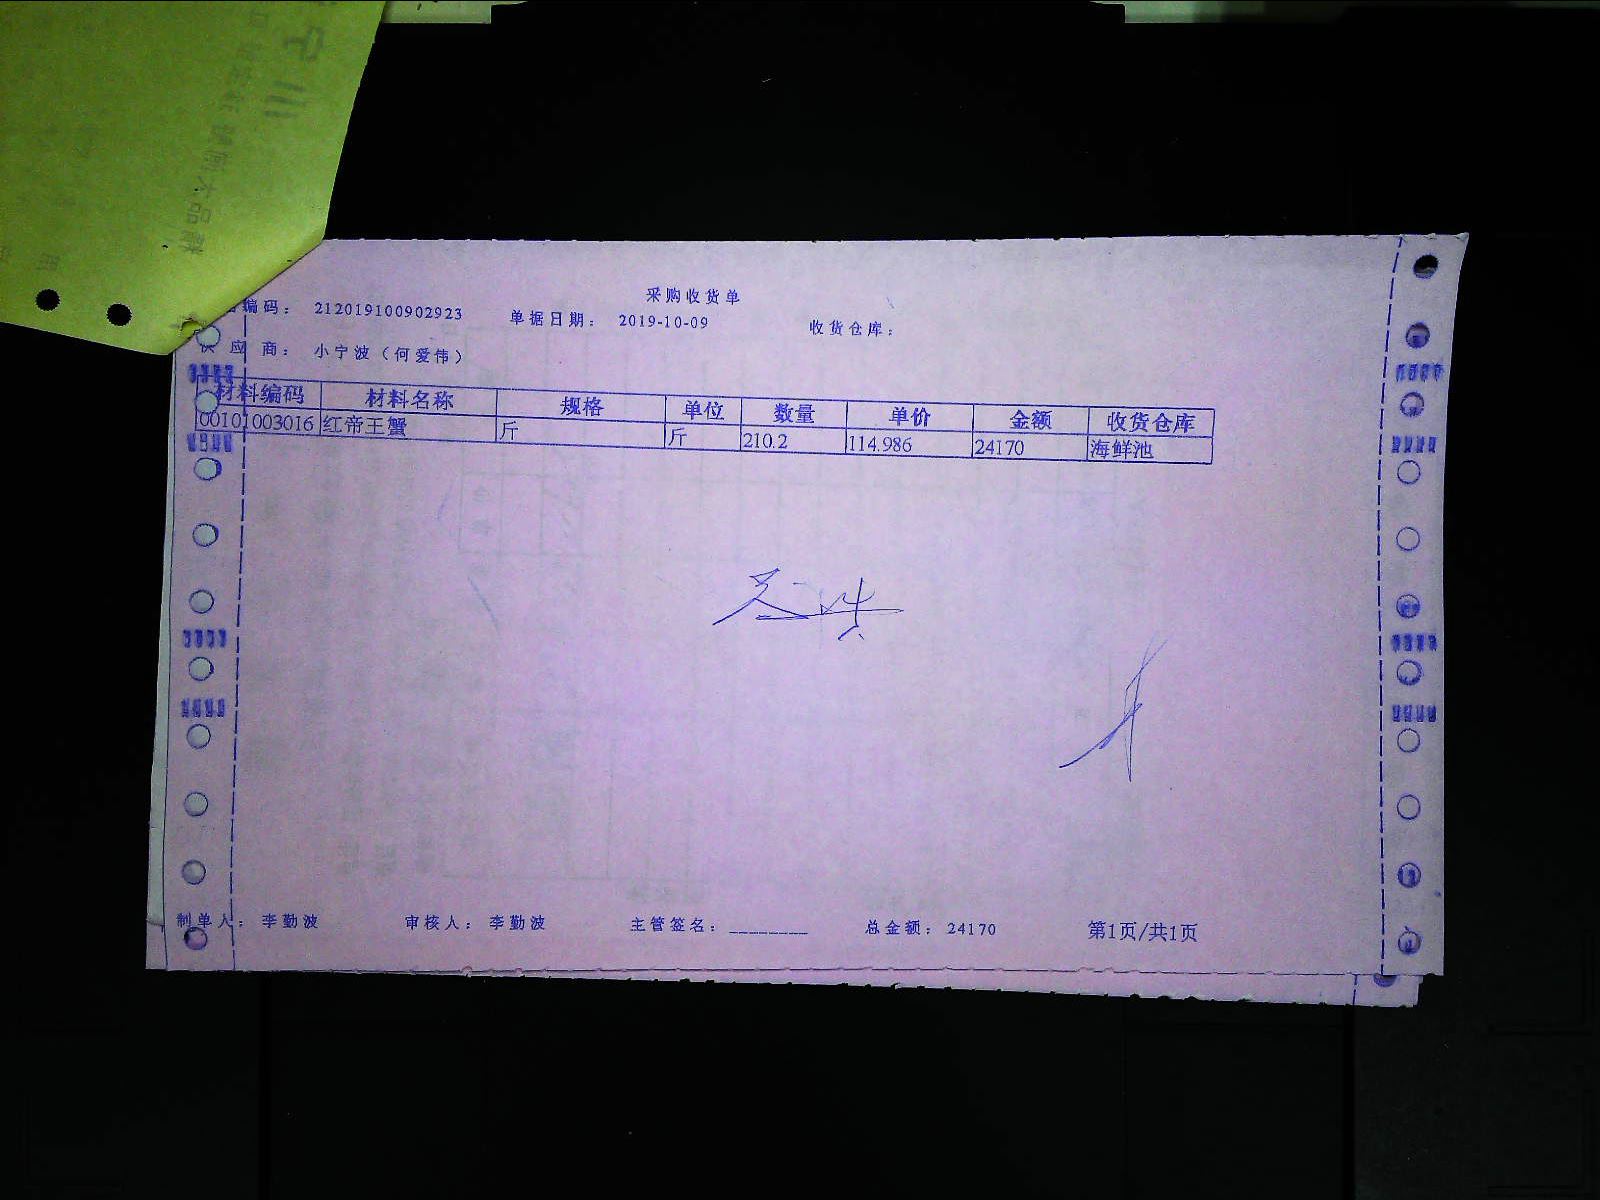 采购收货单
编码： 212019100902923 单据日期： 2019-10-09 收货仓库：
供应商： 小宁波（何爱伟）
材料编码 材料名称 规格 单位 数量 单价 金额 收货仓库
00101003016 红帝王蟹 斤 斤 210.2 114.986 24170 海鲜池
制单人： 李勤波 审核人： 李勤波 主管签名： ________ 总金额： 24170 第1页/共1页